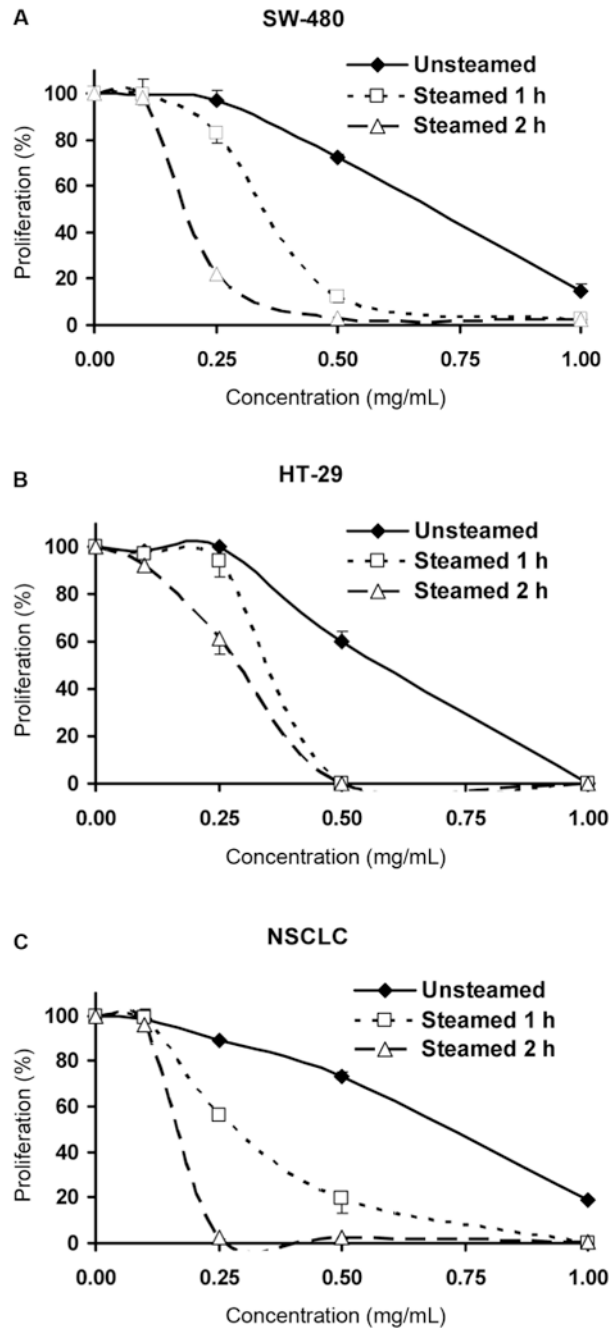 A
SW-480
Unsteamed
Steamed 1 h
Steamed 2 h
Proliferation (%)
100
80
60
40
20
0
0.00 0.25 0.50 0.75 1.00
Concentration (mg/mL)
B
HT-29
Unsteamed
Steamed 1 h
Steamed 2 h
Proliferation (%)
100
80
60
40
20
0
0.00 0.25 0.50 0.75 1.00
Concentration (mg/mL)
C
NSCLC
Unsteamed
Steamed 1 h
Steamed 2 h
Proliferation (%)
100
80
60
40
20
0
0.00 0.25 0.50 0.75 1.00
Concentration (mg/mL)